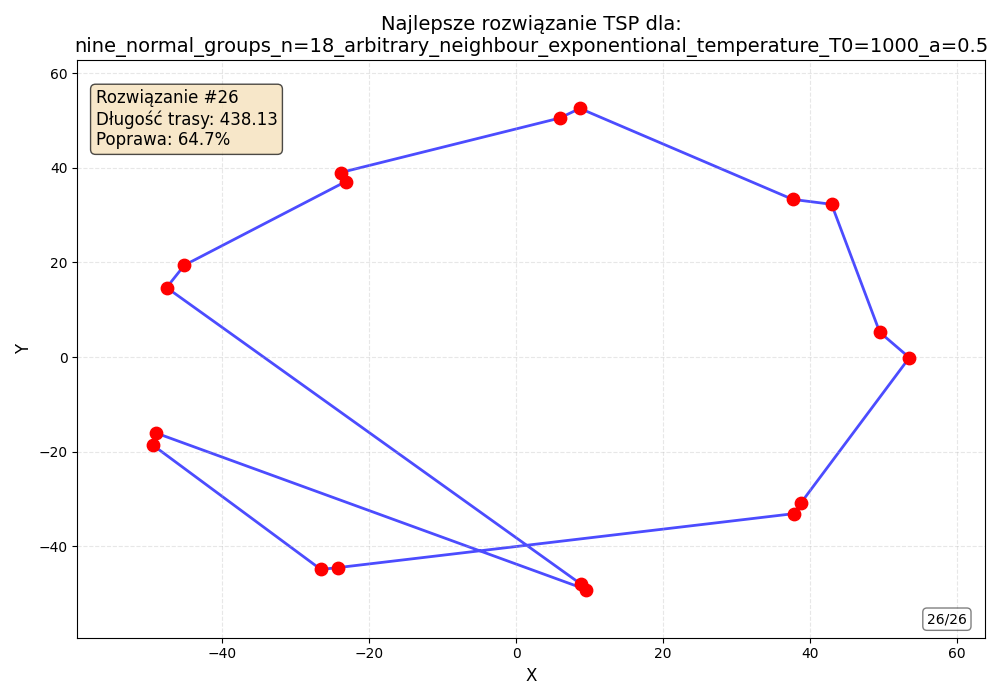 Najlepsze rozwiązanie TSP dla:
nine_normal_groups_n=18_arbitrary_neighbour_exponential_temperature_T0=1000_a=0.5
Rozwiązanie #26
Długość trasy: 438.13
Poprawa: 64.7%
60
40
20
0
−20
−40
Y
26/26
−40
−20
0
20
40
60
X